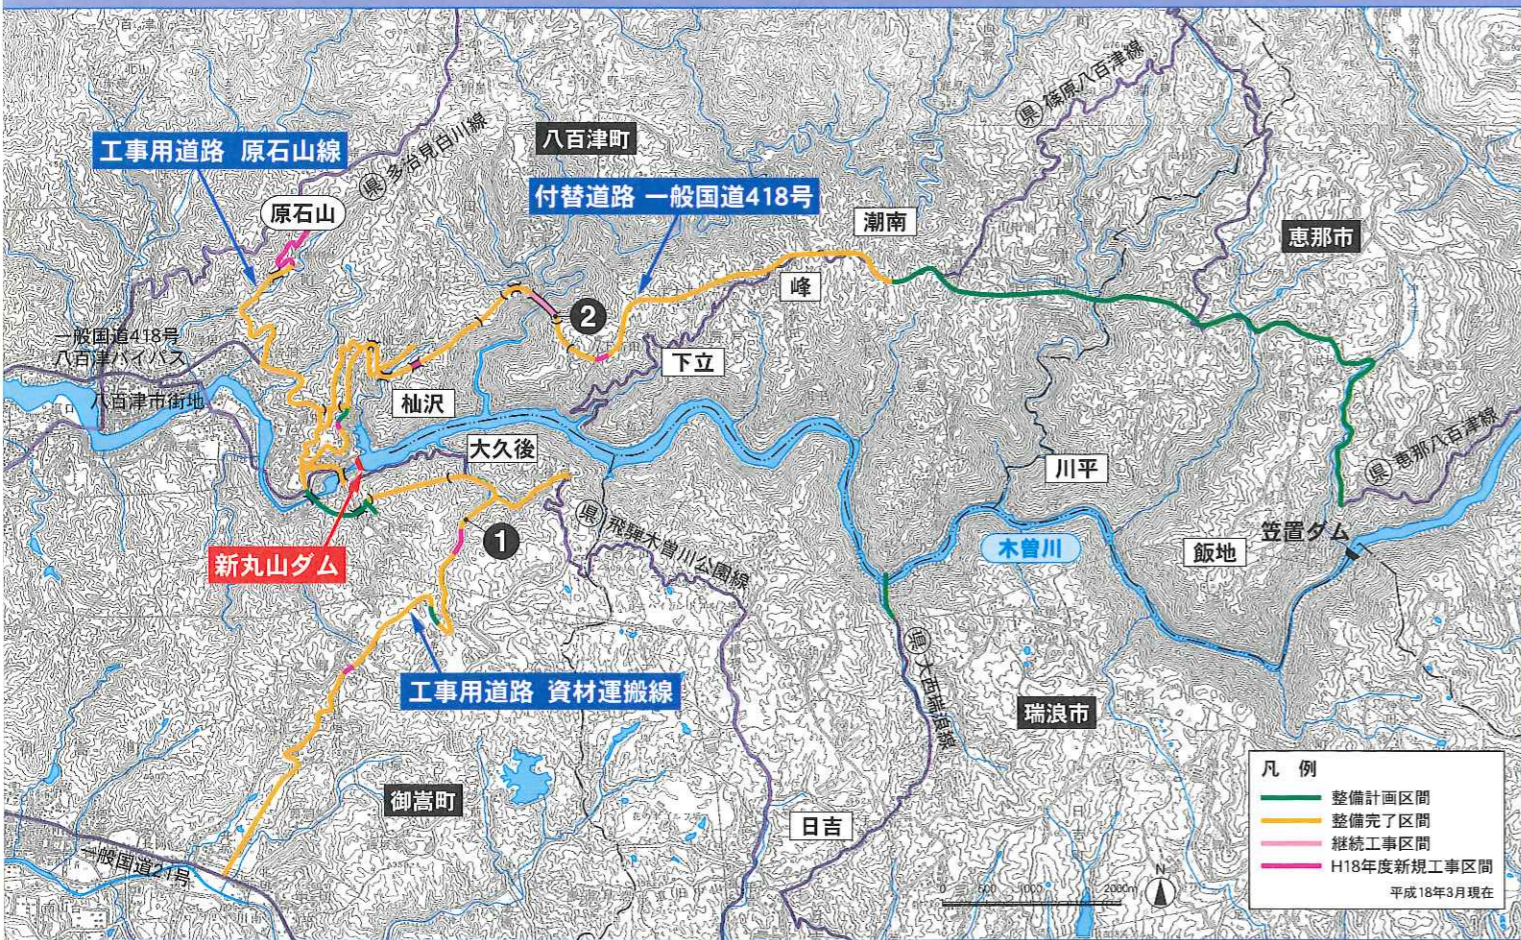 県 篠原八百津線
八百津町
工事用道路 原石山線
県 多治見白川線
付替道路 一般国道418号
原石山
潮南
恵那市
峰
2
一般国道418号
八百津バイパス
下立
八百津市街地
杣沢
大久後
川平
県 恵那八百津線
1
県 飛騨木曽川公園線
笠置ダム
木曽川
飯地
新丸山ダム
県 大西瑞浪線
工事用道路 資材運搬線
瑞浪市
御嵩町
日吉
一般国道21号
凡 例
整備計画区間
整備完了区間
継続工事区間
H18年度新規工事区間
平成18年3月現在
0 500 1000 2000m
N